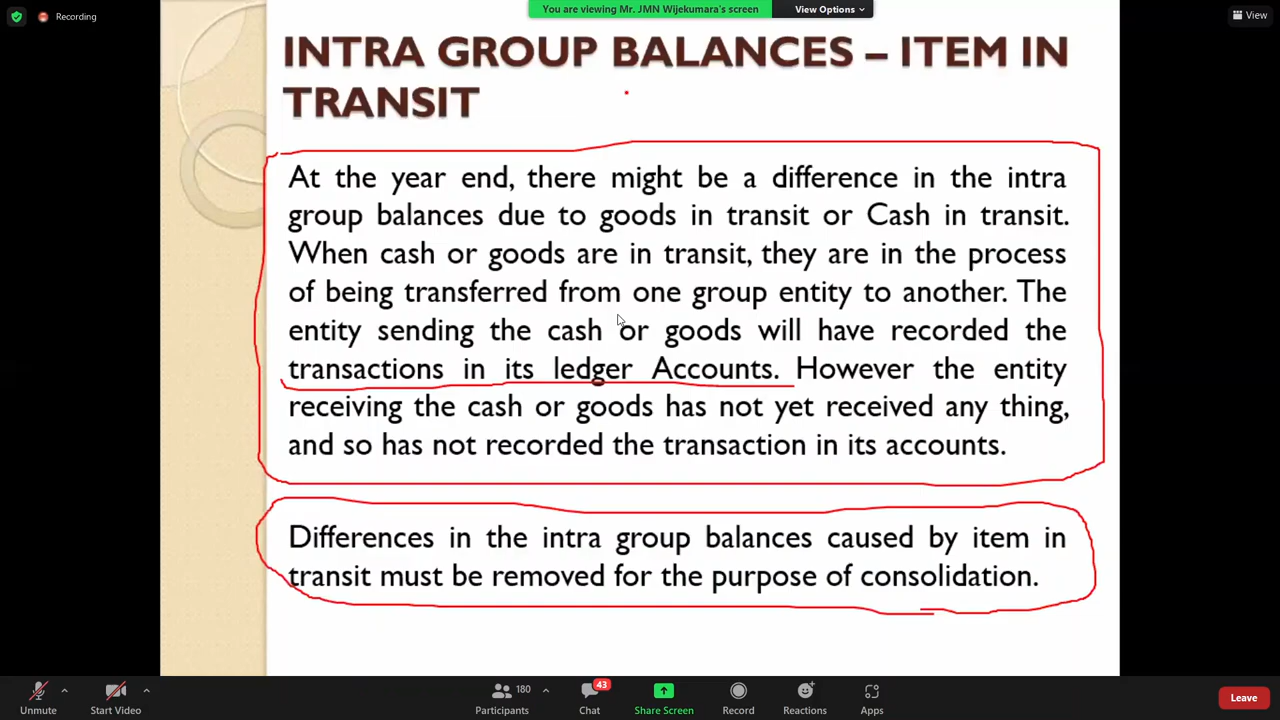 Recording
You are viewing Mr. JMN Wijekumara's screen
View Options
View
INTRA GROUP BALANCES – ITEM IN
TRANSIT
At the year end, there might be a difference in the intra
group balances due to goods in transit or Cash in transit.
When cash or goods are in transit, they are in the process
of being transferred from one group entity to another. The
entity sending the cash or goods will have recorded the
transactions in its ledger Accounts. However the entity
receiving the cash or goods has not yet received any thing,
and so has not recorded the transaction in its accounts.
Differences in the intra group balances caused by item in
transit must be removed for the purpose of consolidation.
Unmute
Start Video
180
Participants
43
Chat
Share Screen
Record
Reactions
Apps
Leave